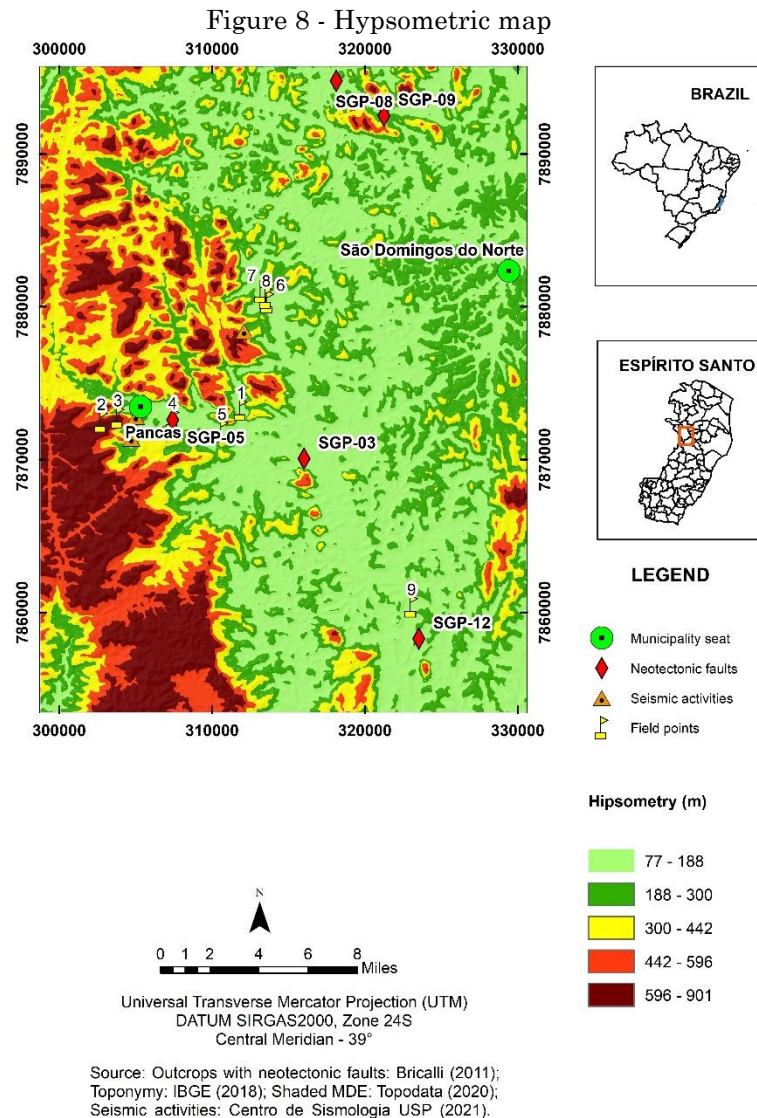 Figure 8 - Hypsometric map
300000 310000 320000 330000
7890000
7880000
7870000
7860000
7890000
7880000
7870000
7860000
SGP-08 SGP-09
São Domingos do Norte
7 8 6
2 3 4 5 1
Pancas SGP-05
SGP-03
9
SGP-12
300000 310000 320000 330000
BRAZIL
ESPÍRITO SANTO
LEGEND
Municipality seat
Neotectonic faults
Seismic activities
Field points
Hipsometry (m)
77 - 188
188 - 300
300 - 442
442 - 596
596 - 901
N
0 1 2 4 6 8
Miles
Universal Transverse Mercator Projection (UTM)
DATUM SIRGAS2000, Zone 24S
Central Meridian - 39°
Source: Outcrops with neotectonic faults: Bricalli (2011);
Toponymy: IBGE (2018); Shaded MDE: Topodata (2020);
Seismic activities: Centro de Sismologia USP (2021).